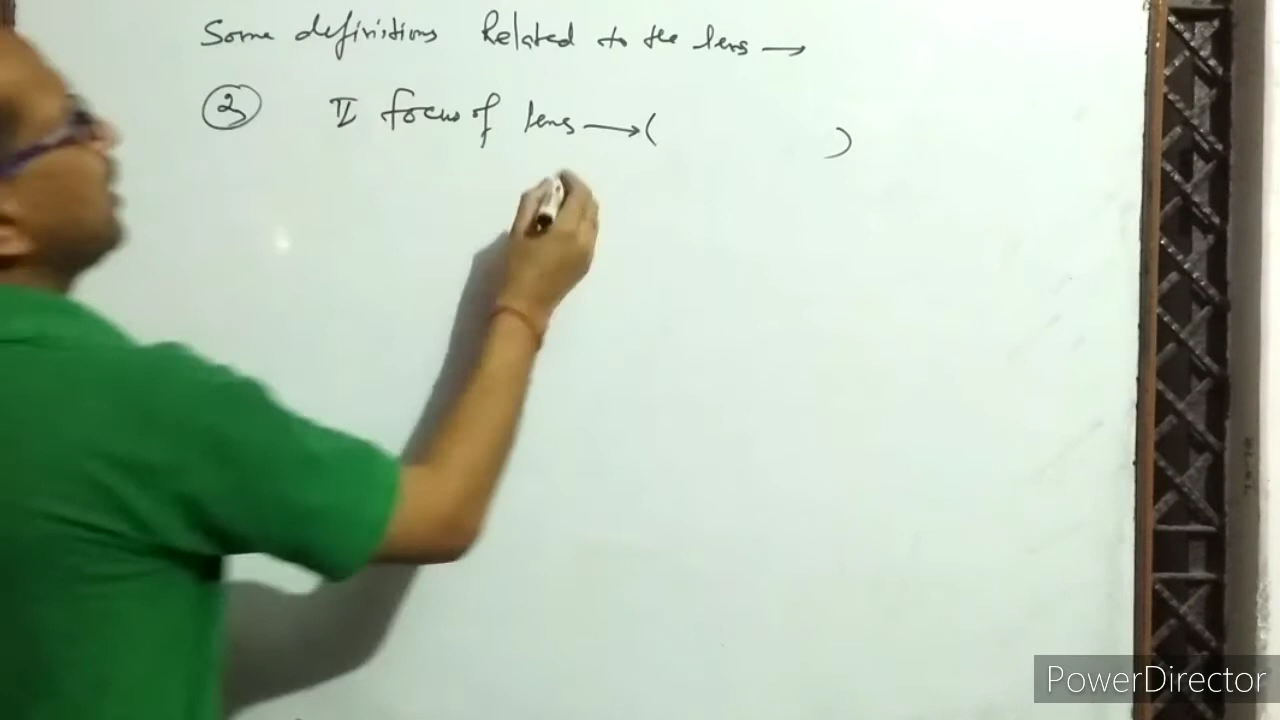 Some definitions Related to the lens →
② II focus of lens →( )
PowerDirector